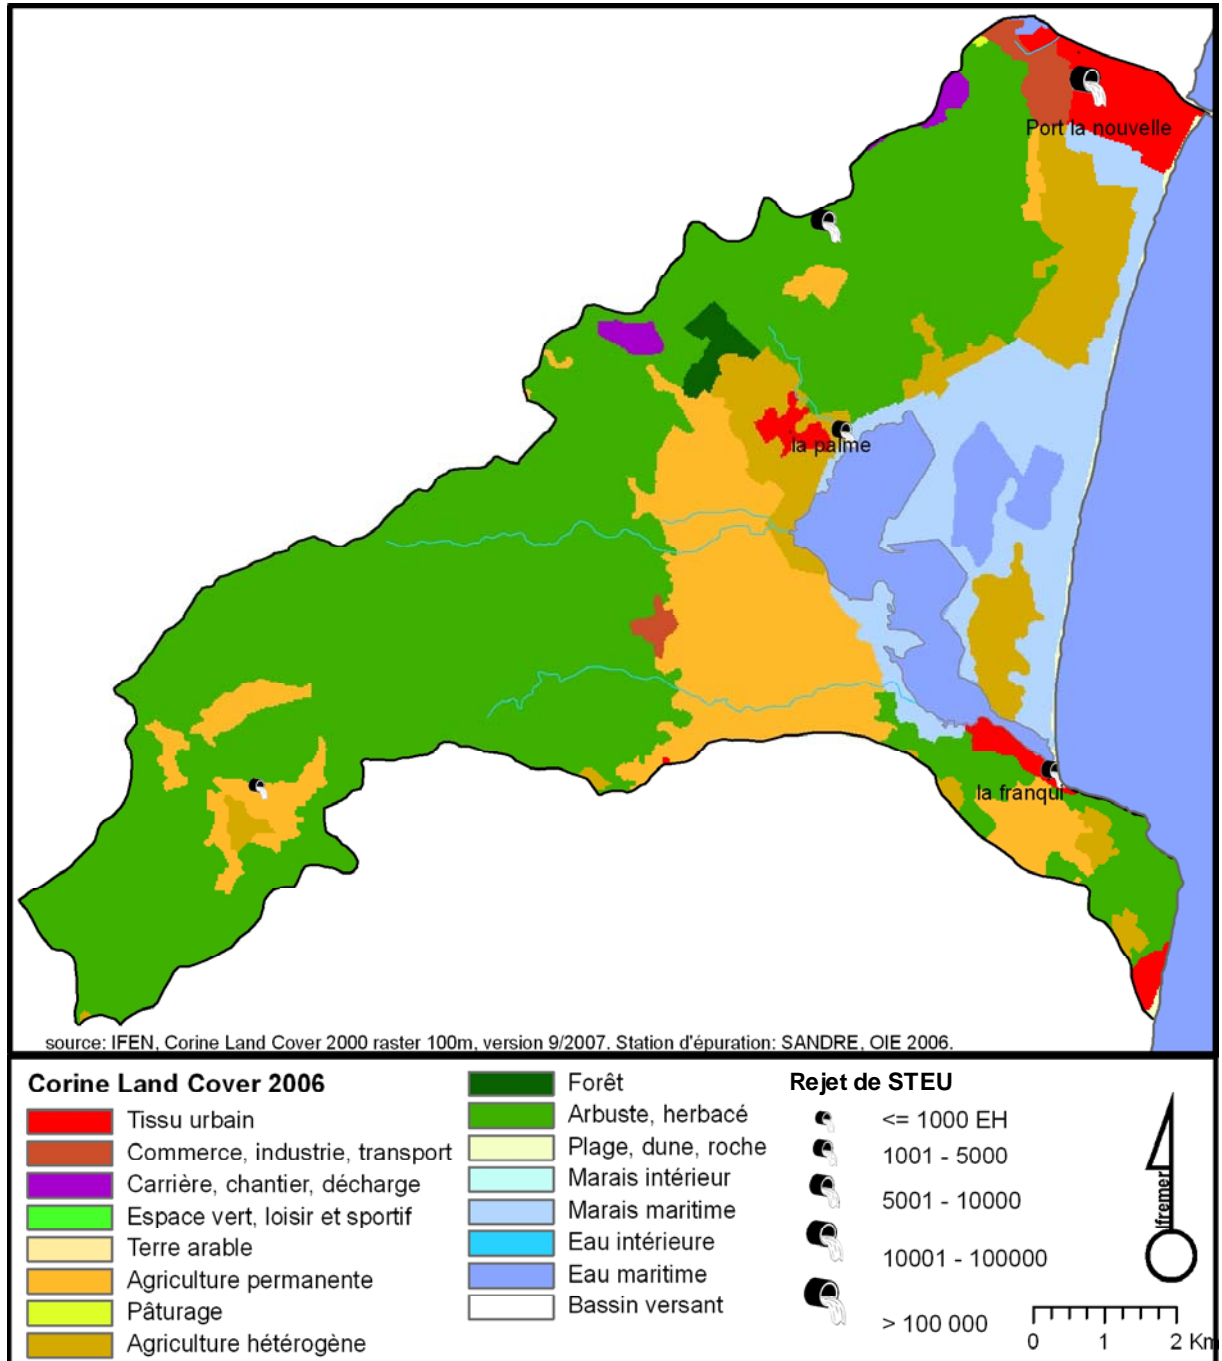 Port la nouvelle
la palme
la franqui
source: IFEN, Corine Land Cover 2000 raster 100m, version 9/2007. Station d'épuration: SANDRE, OIE 2006.
Corine Land Cover 2006
Tissu urbain
Commerce, industrie, transport
Carrière, chantier, décharge
Espace vert, loisir et sportif
Terre arable
Agriculture permanente
Pâturage
Agriculture hétérogène
Forêt
Arbuste, herbacé
Plage, dune, roche
Marais intérieur
Marais maritime
Eau intérieure
Eau maritime
Bassin versant
Rejet de STEU
<= 1000 EH
1001 - 5000
5001 - 10000
10001 - 100000
> 100 000
Ifremer
0 1 2 Km